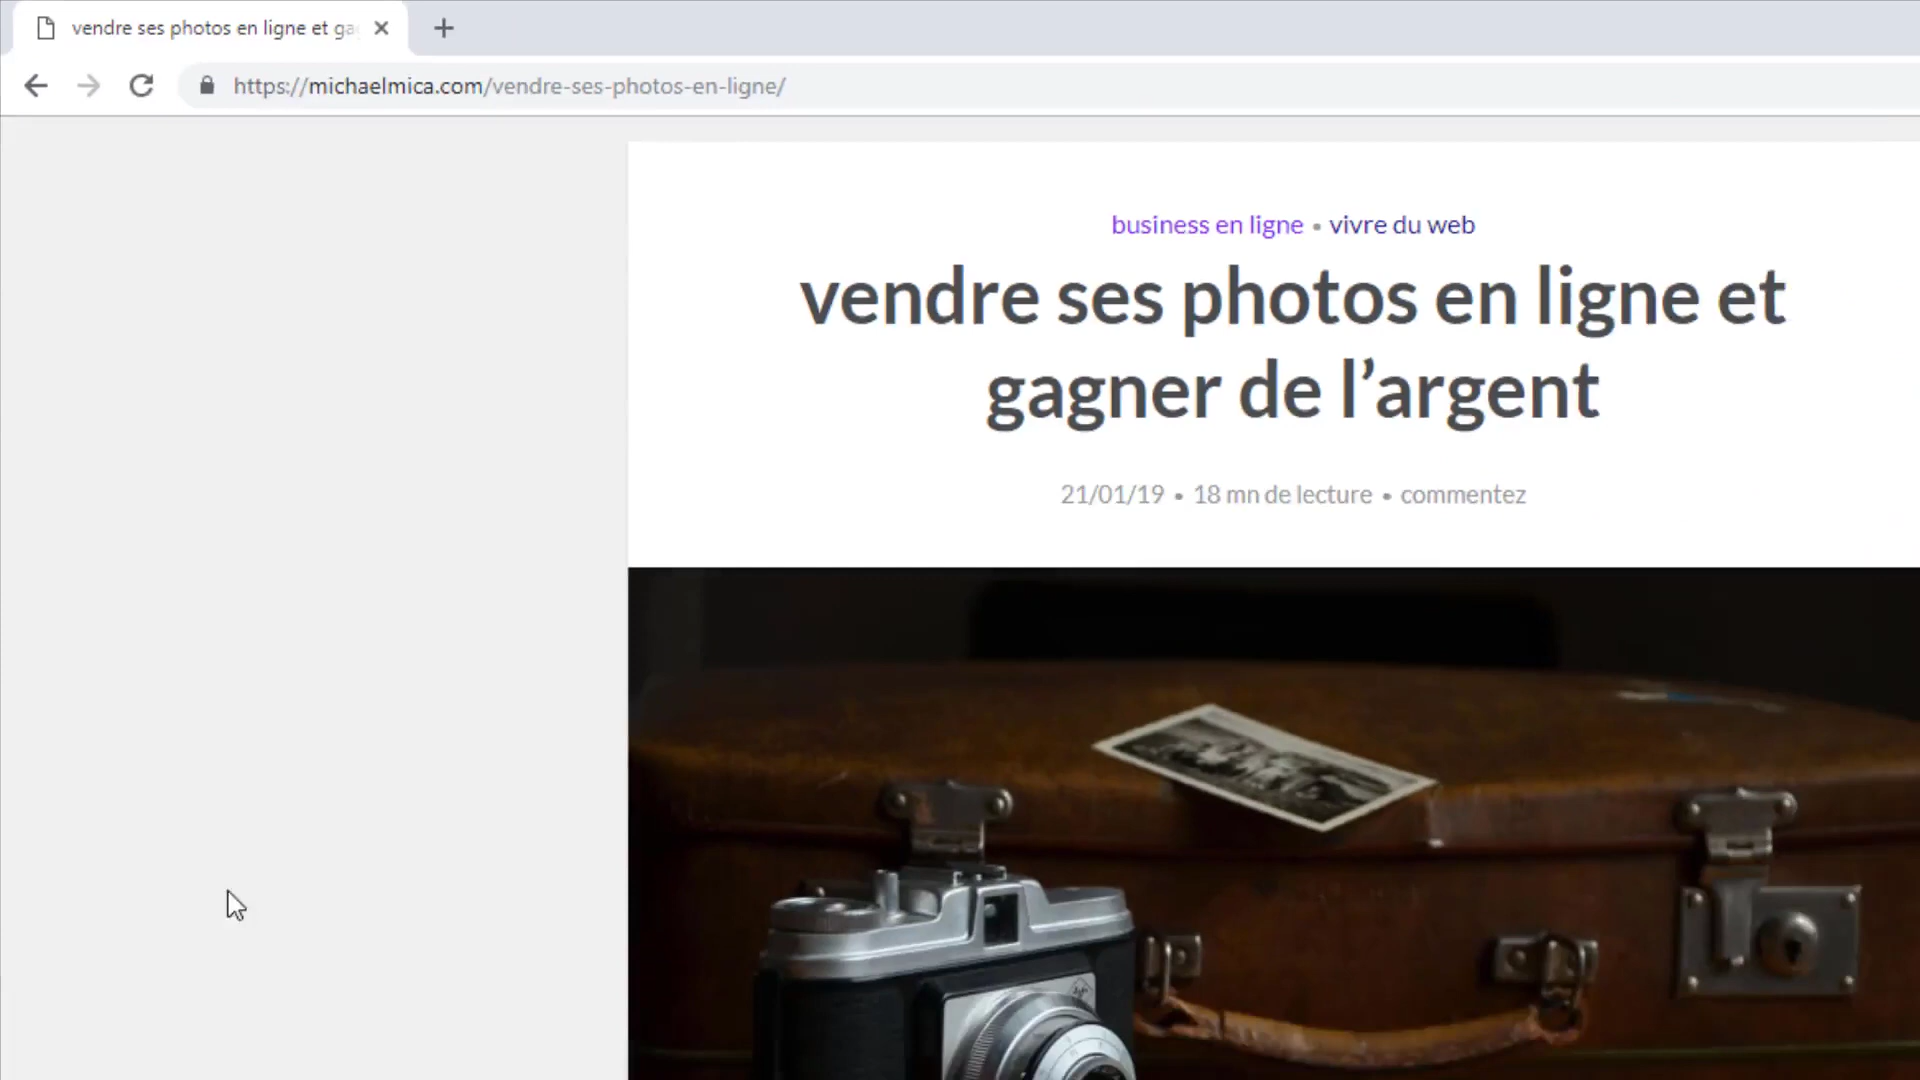 vendre ses photos en ligne et ga
https://michaelmica.com/vendre-ses-photos-en-ligne/
business en ligne • vivre du web
vendre ses photos en ligne et
gagner de l’argent
21/01/19 • 18 mn de lecture • commentez